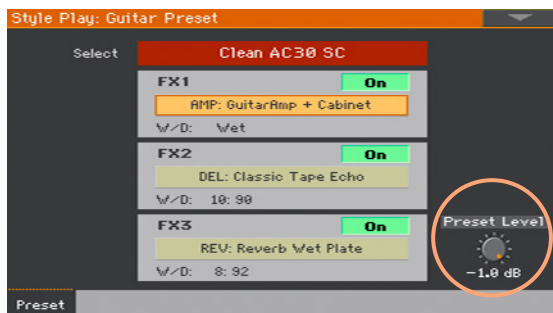 Style Play: Guitar Preset
Select
Clean AC30 SC
FX1
On
AMP: GuitarAmp + Cabinet
W/D: Wet
FX2
On
DEL: Classic Tape Echo
W/D: 10:90
FX3
On
REV: Reverb Wet Plate
W/D: 8:92
Preset Level
-1.0 dB
Preset